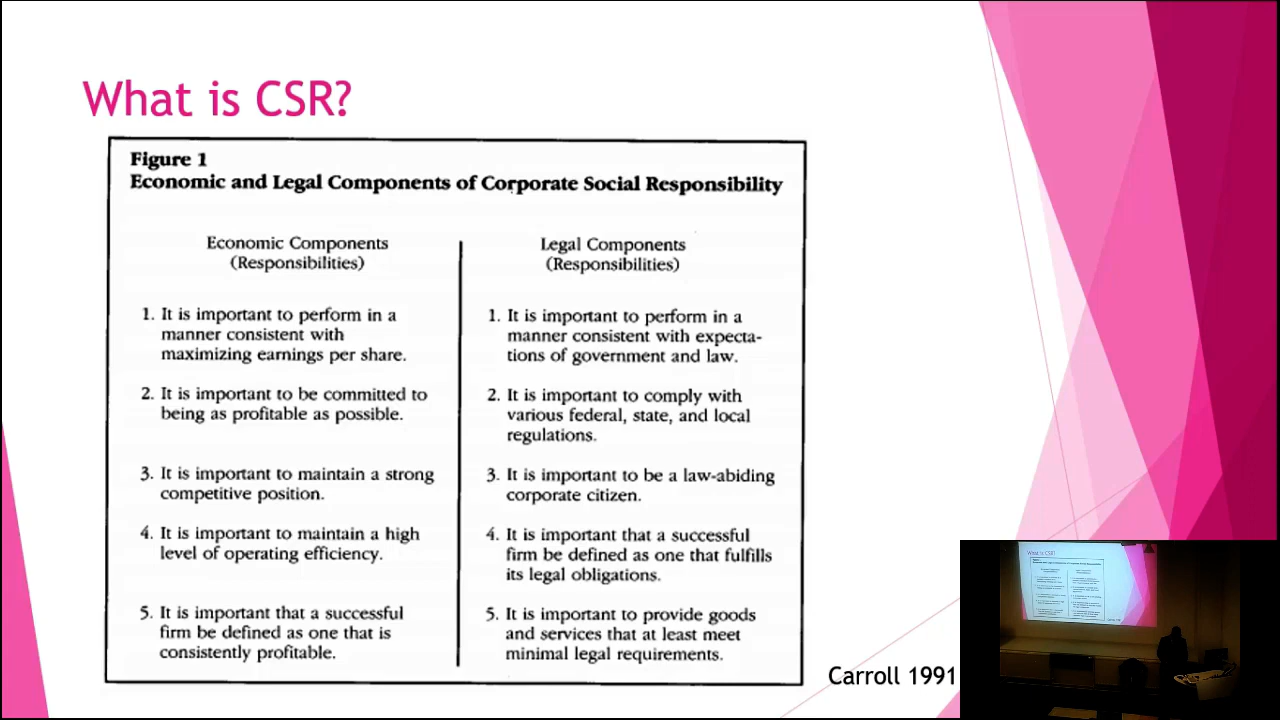 What is CSR?
Figure 1
Economic and Legal Components of Corporate Social Responsibility
Economic Components
(Responsibilities)
1. It is important to perform in a
manner consistent with
maximizing earnings per share.
2. It is important to be committed to
being as profitable as possible.
3. It is important to maintain a strong
competitive position.
4. It is important to maintain a high
level of operating efficiency.
5. It is important that a successful
firm be defined as one that is
consistently profitable.
Legal Components
(Responsibilities)
1. It is important to perform in a
manner consistent with expecta-
tions of government and law.
2. It is important to comply with
various federal, state, and local
regulations.
3. It is important to be a law-abiding
corporate citizen.
4. It is important that a successful
firm be defined as one that fulfills
its legal obligations.
5. It is important to provide goods
and services that at least meet
minimal legal requirements.
Carroll 1991
What is CSR?